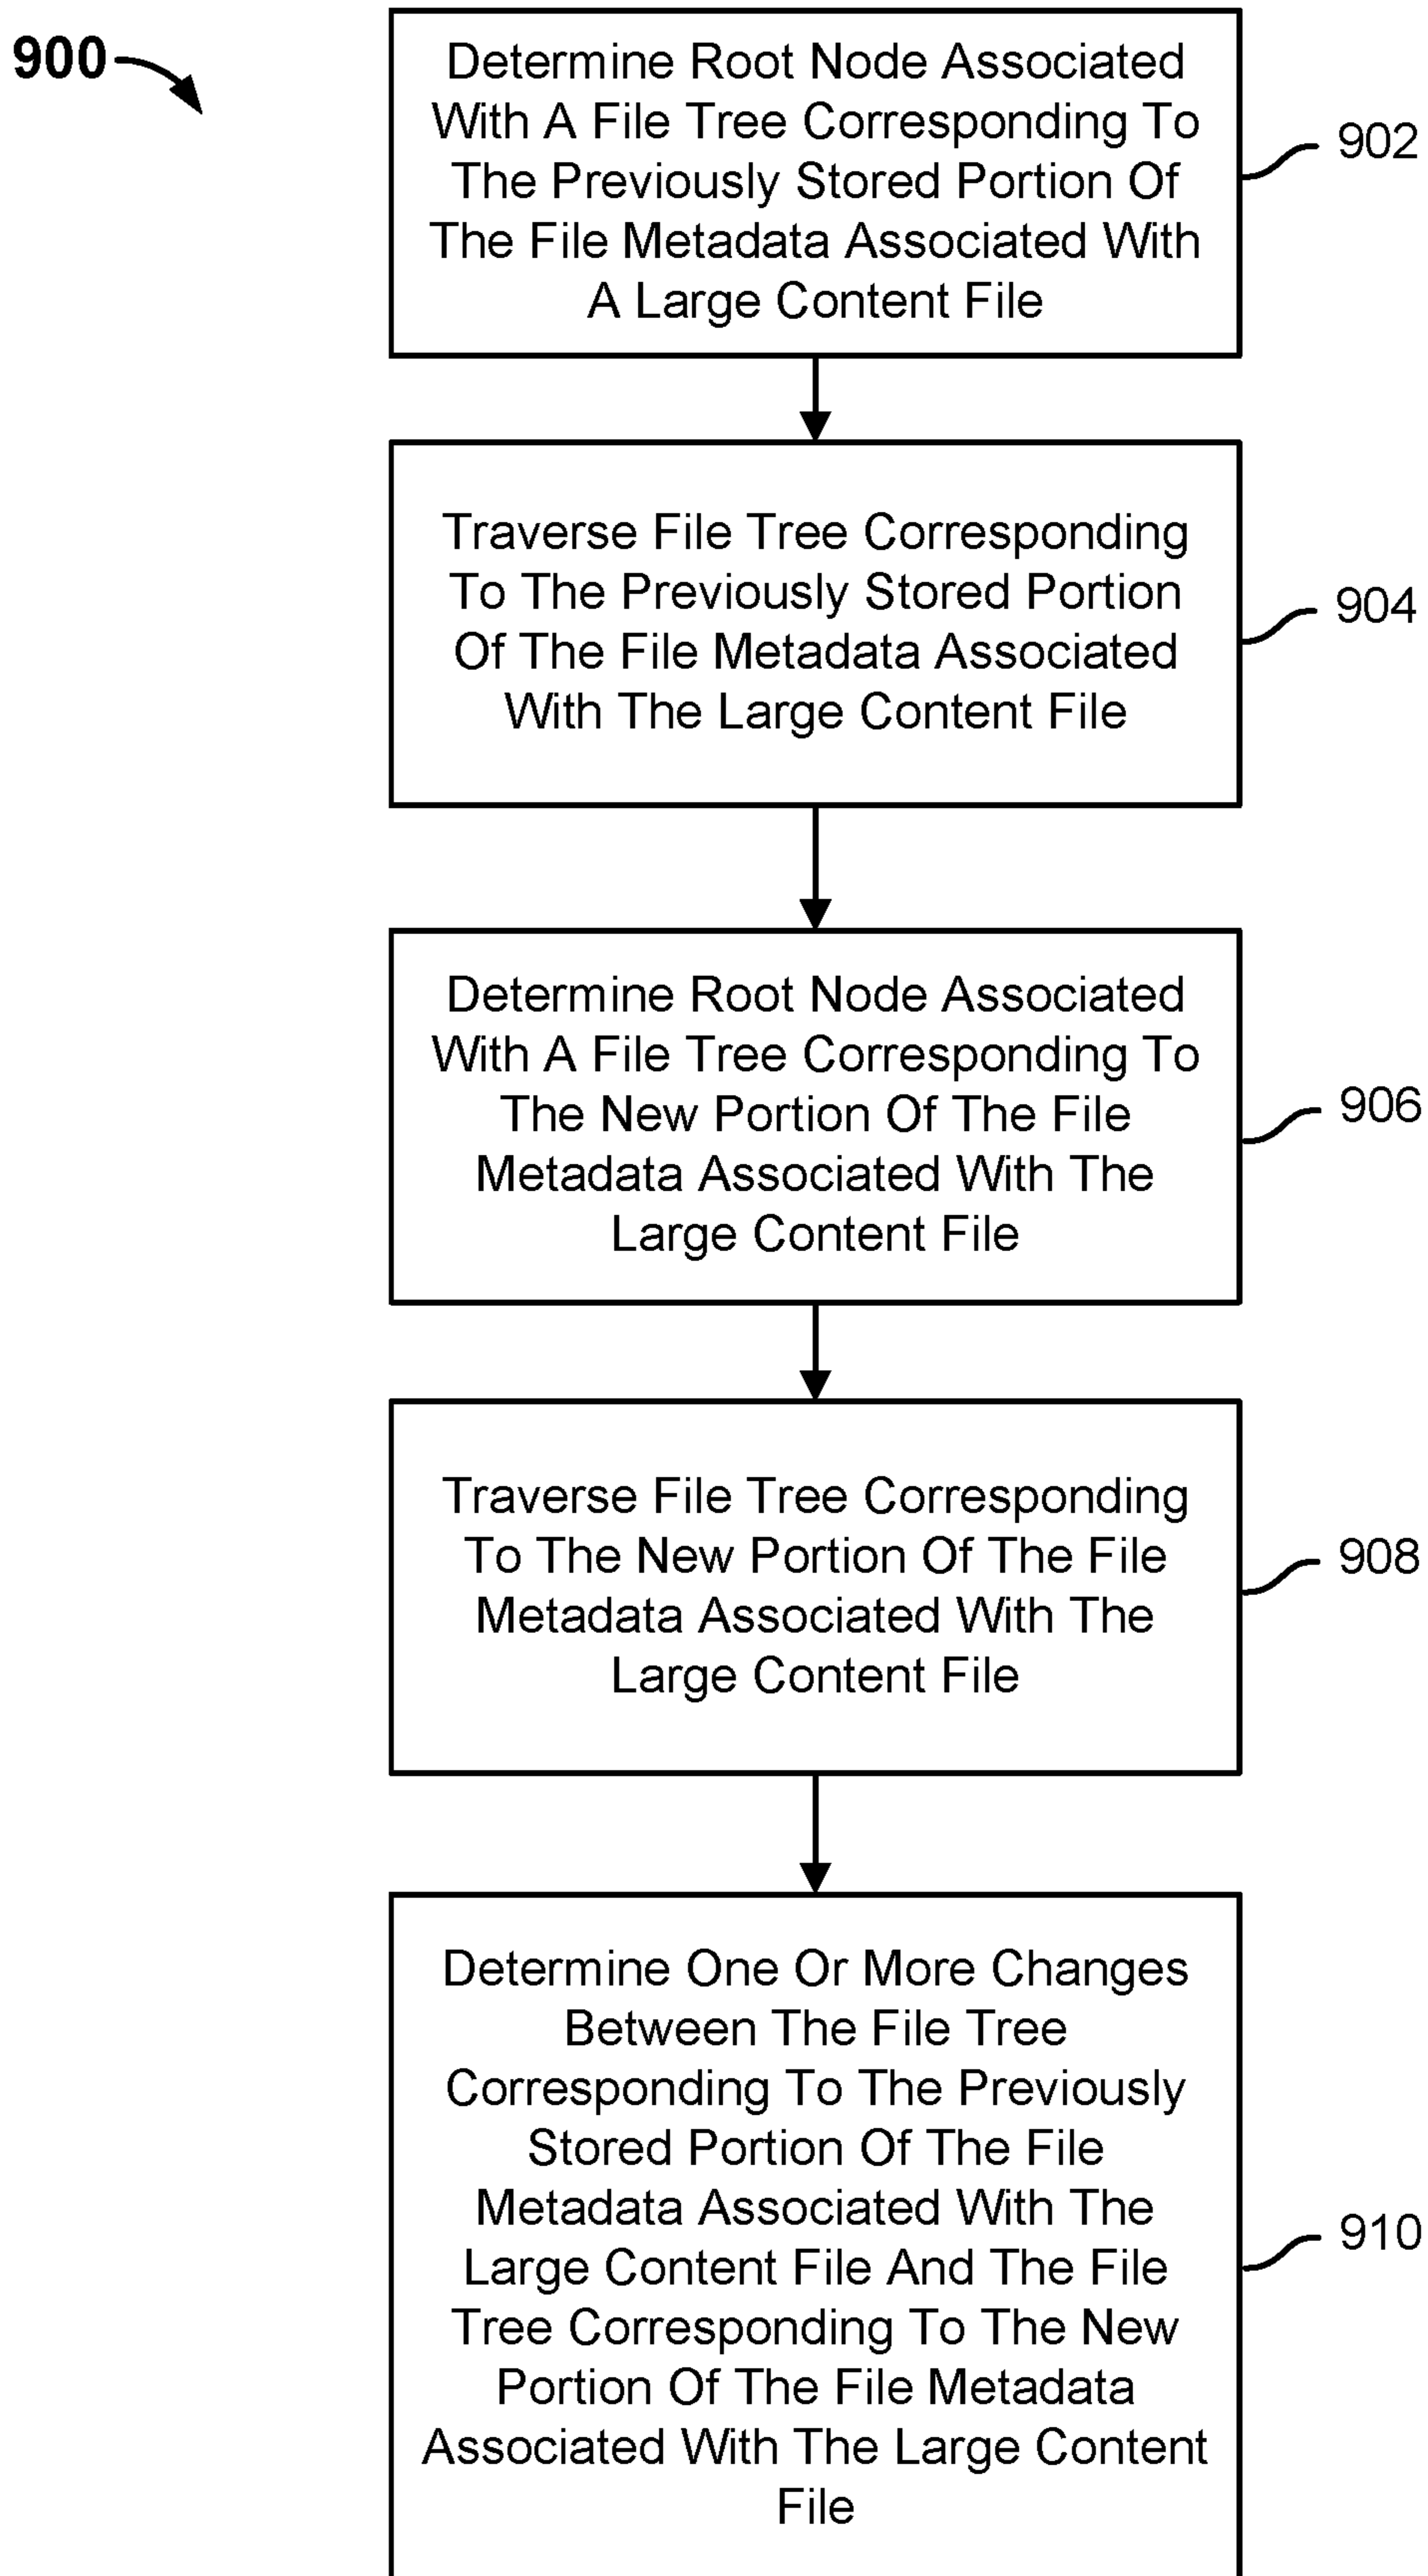 900
Determine Root Node Associated
With A File Tree Corresponding To
The Previously Stored Portion Of
The File Metadata Associated With
A Large Content File
902
Traverse File Tree Corresponding
To The Previously Stored Portion
Of The File Metadata Associated
With The Large Content File
904
Determine Root Node Associated
With A File Tree Corresponding To
The New Portion Of The File
Metadata Associated With The
Large Content File
906
Traverse File Tree Corresponding
To The New Portion Of The File
Metadata Associated With The
Large Content File
908
Determine One Or More Changes
Between The File Tree
Corresponding To The Previously
Stored Portion Of The File
Metadata Associated With The
Large Content File And The File
Tree Corresponding To The New
Portion Of The File Metadata
Associated With The Large Content
File
910